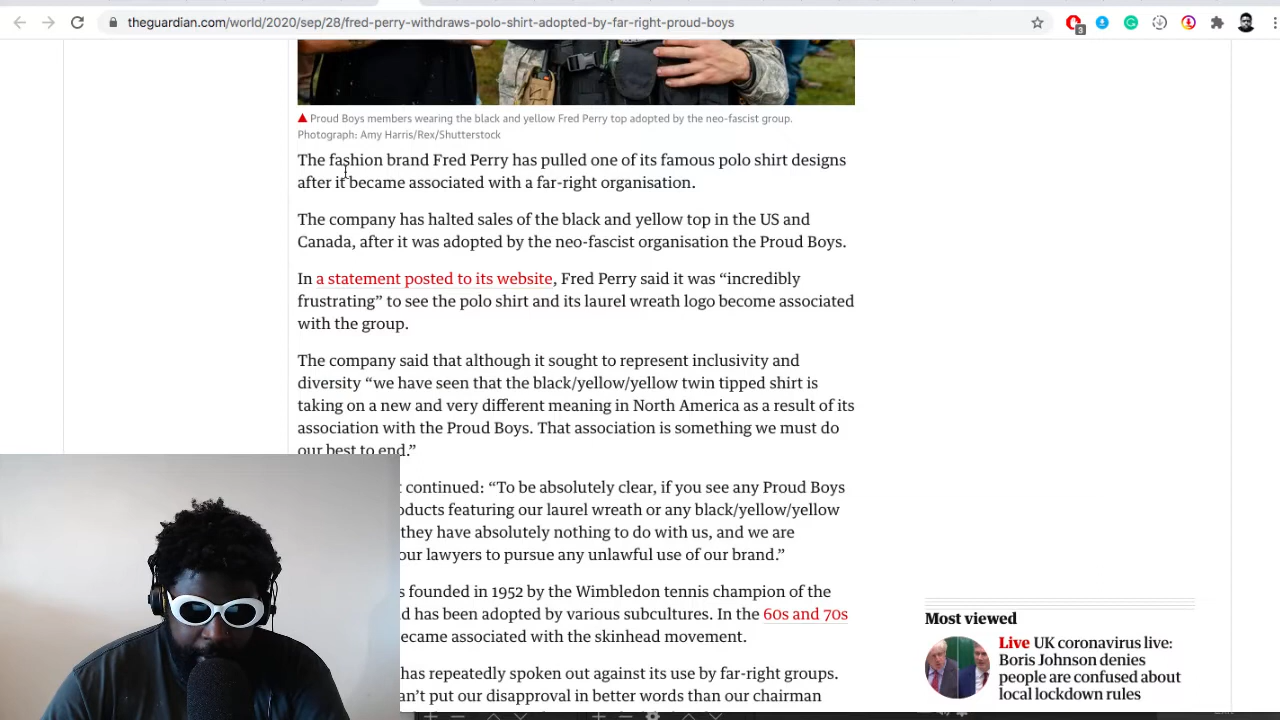 theguardian.com/world/2020/sep/28/fred-perry-withdraws-polo-shirt-adopted-by-far-right-proud-boys
3
Proud Boys members wearing the black and yellow Fred Perry top adopted by the neo-fascist group.
Photograph: Amy Harris/Rex/Shutterstock
The fashion brand Fred Perry has pulled one of its famous polo shirt designs
after it became associated with a far-right organisation.
The company has halted sales of the black and yellow top in the US and
Canada, after it was adopted by the neo-fascist organisation the Proud Boys.
In a statement posted to its website, Fred Perry said it was “incredibly
frustrating” to see the polo shirt and its laurel wreath logo become associated
with the group.
The company said that although it sought to represent inclusivity and
diversity “we have seen that the black/yellow/yellow twin tipped shirt is
taking on a new and very different meaning in North America as a result of its
association with the Proud Boys. That association is something we must do
our best to end.”
continued: “To be absolutely clear, if you see any Proud Boys
oducts featuring our laurel wreath or any black/yellow/yellow
they have absolutely nothing to do with us, and we are
our lawyers to pursue any unlawful use of our brand.”
s founded in 1952 by the Wimbledon tennis champion of the
d has been adopted by various subcultures. In the 60s and 70s
ecame associated with the skinhead movement.
has repeatedly spoken out against its use by far-right groups.
an’t put our disapproval in better words than our chairman
Most viewed
Live UK coronavirus live:
Boris Johnson denies
people are confused about
local lockdown rules